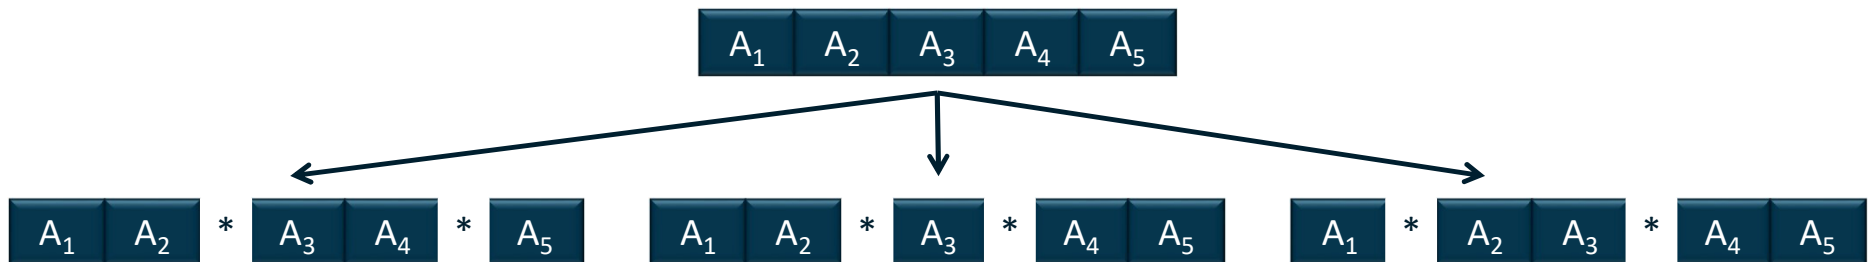 A₁ A₂ A₃ A₄ A₅
A₁ A₂ * A₃ A₄ * A₅ A₁ A₂ * A₃ * A₄ A₅ A₁ * A₂ A₃ * A₄ A₅